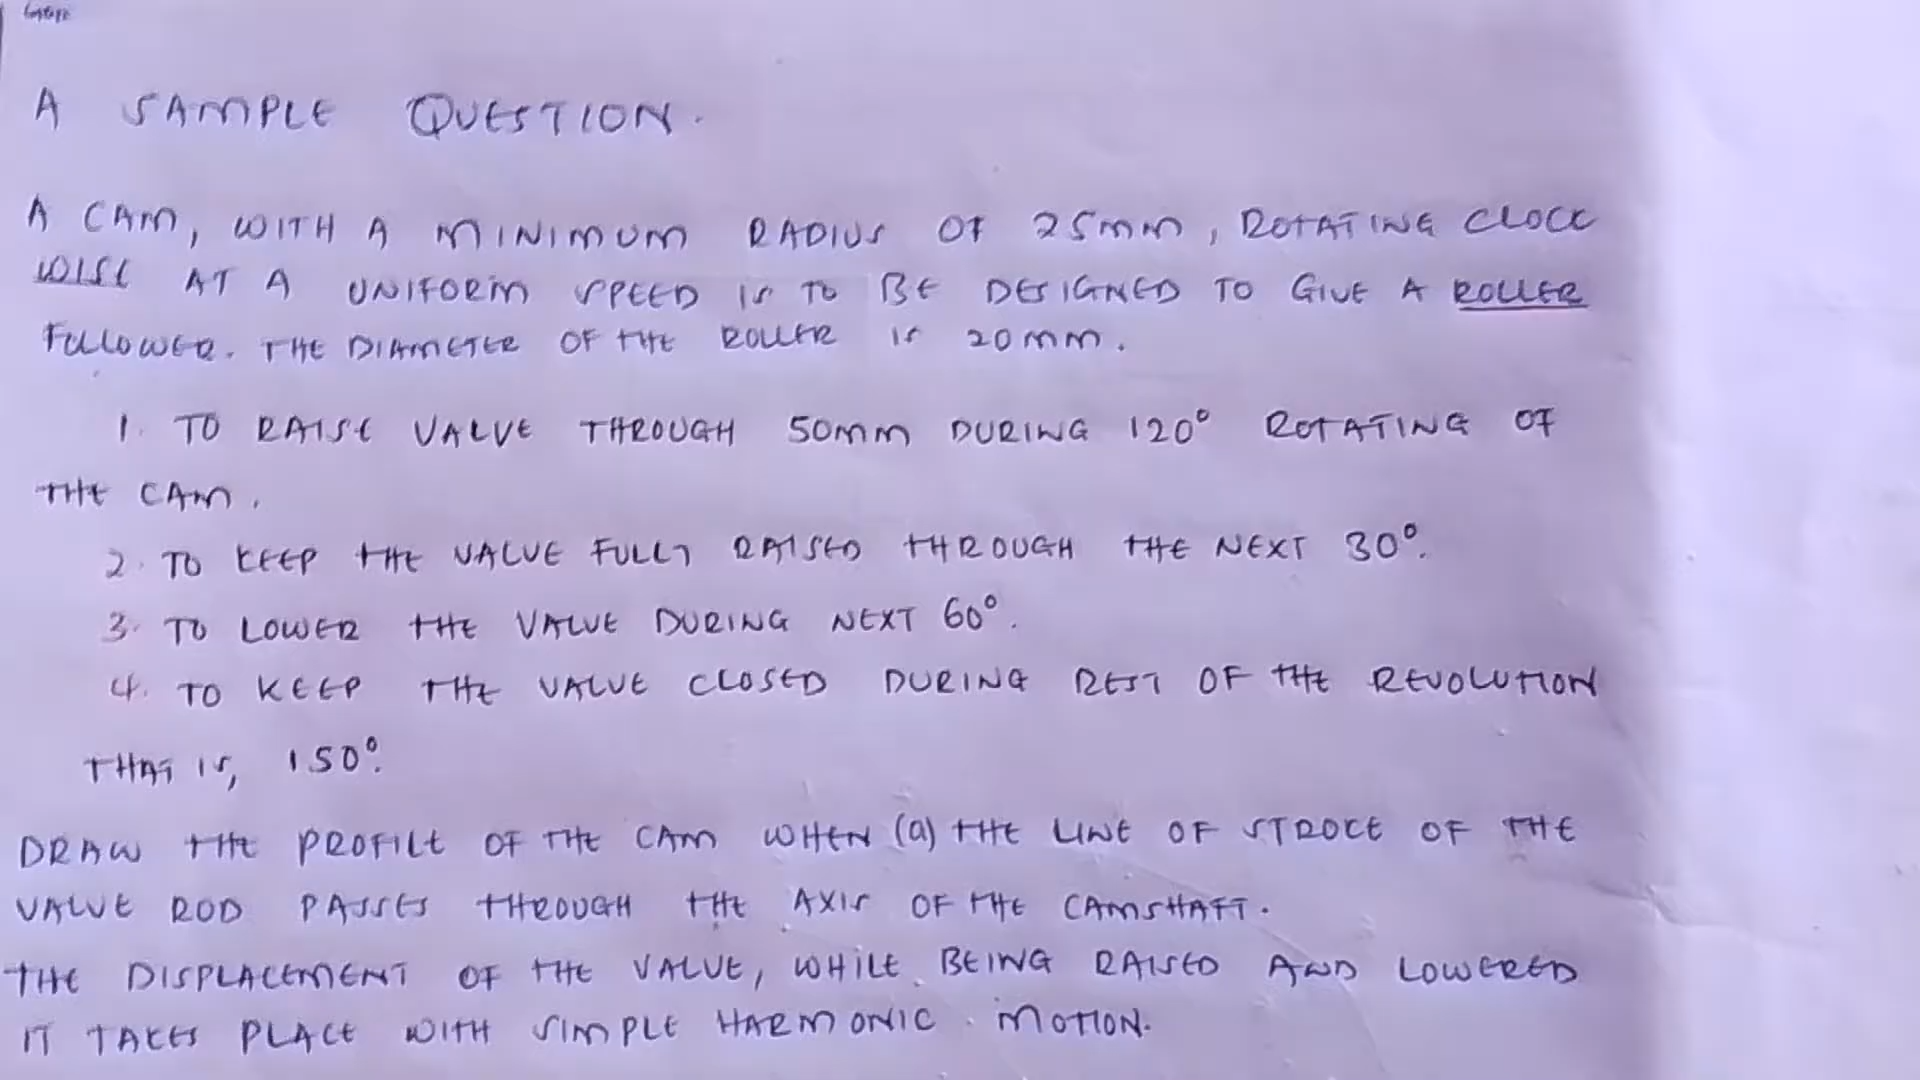 A SAMPLE QUESTION.
A CAM, WITH A MINIMUM RADIUS OF 25mm, ROTATING CLOCK
WISE AT A UNIFORM SPEED IS TO BE DESIGNED TO GIVE A ROLLER
FOLLOWER. THE DIAMETER OF THE ROLLER IS 20mm.
1. TO RAISE VALVE THROUGH 50mm DURING 120° ROTATING OF
THE CAM.
2. TO KEEP THE VALVE FULLY RAISED THROUGH THE NEXT 30°.
3. TO LOWER THE VALVE DURING NEXT 60°.
4. TO KEEP THE VALVE CLOSED DURING REST OF THE REVOLUTION
THAT IS, 150°.
DRAW THE PROFILE OF THE CAM WHEN (a) THE LINE OF STROKE OF THE
VALVE ROD PASSES THROUGH THE AXIS OF THE CAMSHAFT.
THE DISPLACEMENT OF THE VALVE, WHILE BEING RAISED AND LOWERED
IT TAKES PLACE WITH SIMPLE HARMONIC MOTION.